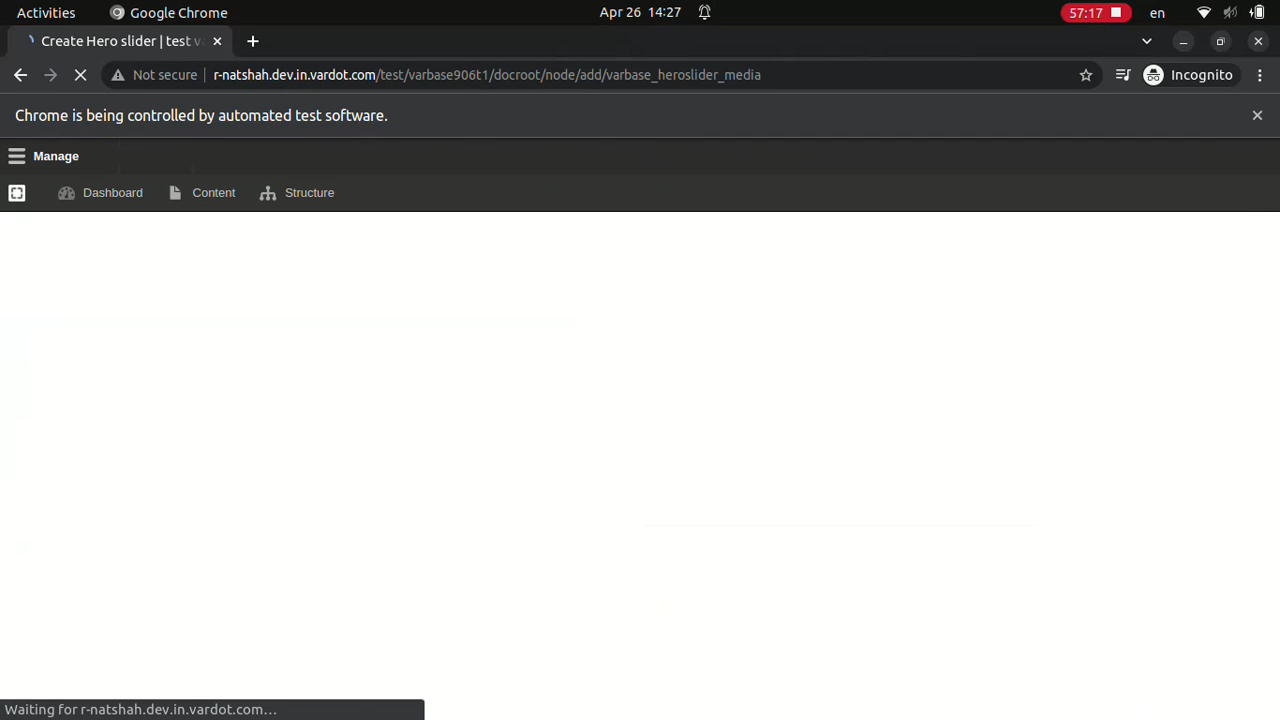 Activities
Google Chrome
Apr 26 14:27
57:17
en
Create Hero slider | test v
Not secure
r-natshah.dev.in.vardot.com/test/varbase906t1/docroot/node/add/varbase_heroslider_media
Incognito
Chrome is being controlled by automated test software.
Manage
Dashboard
Content
Structure
Waiting for r-natshah.dev.in.vardot.com…